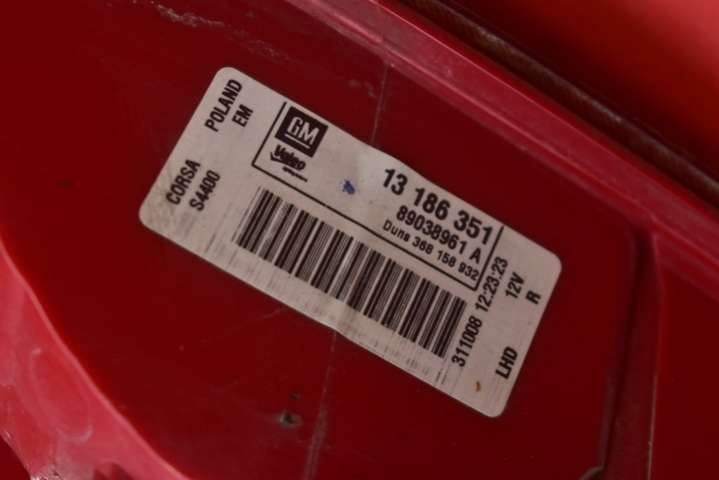 POLAND
EM
CORSA
S4400
GM
Valeo
13 186 351
89038961 A
Duns 368 158 932
311008 12:23:23
12V
R
LHD